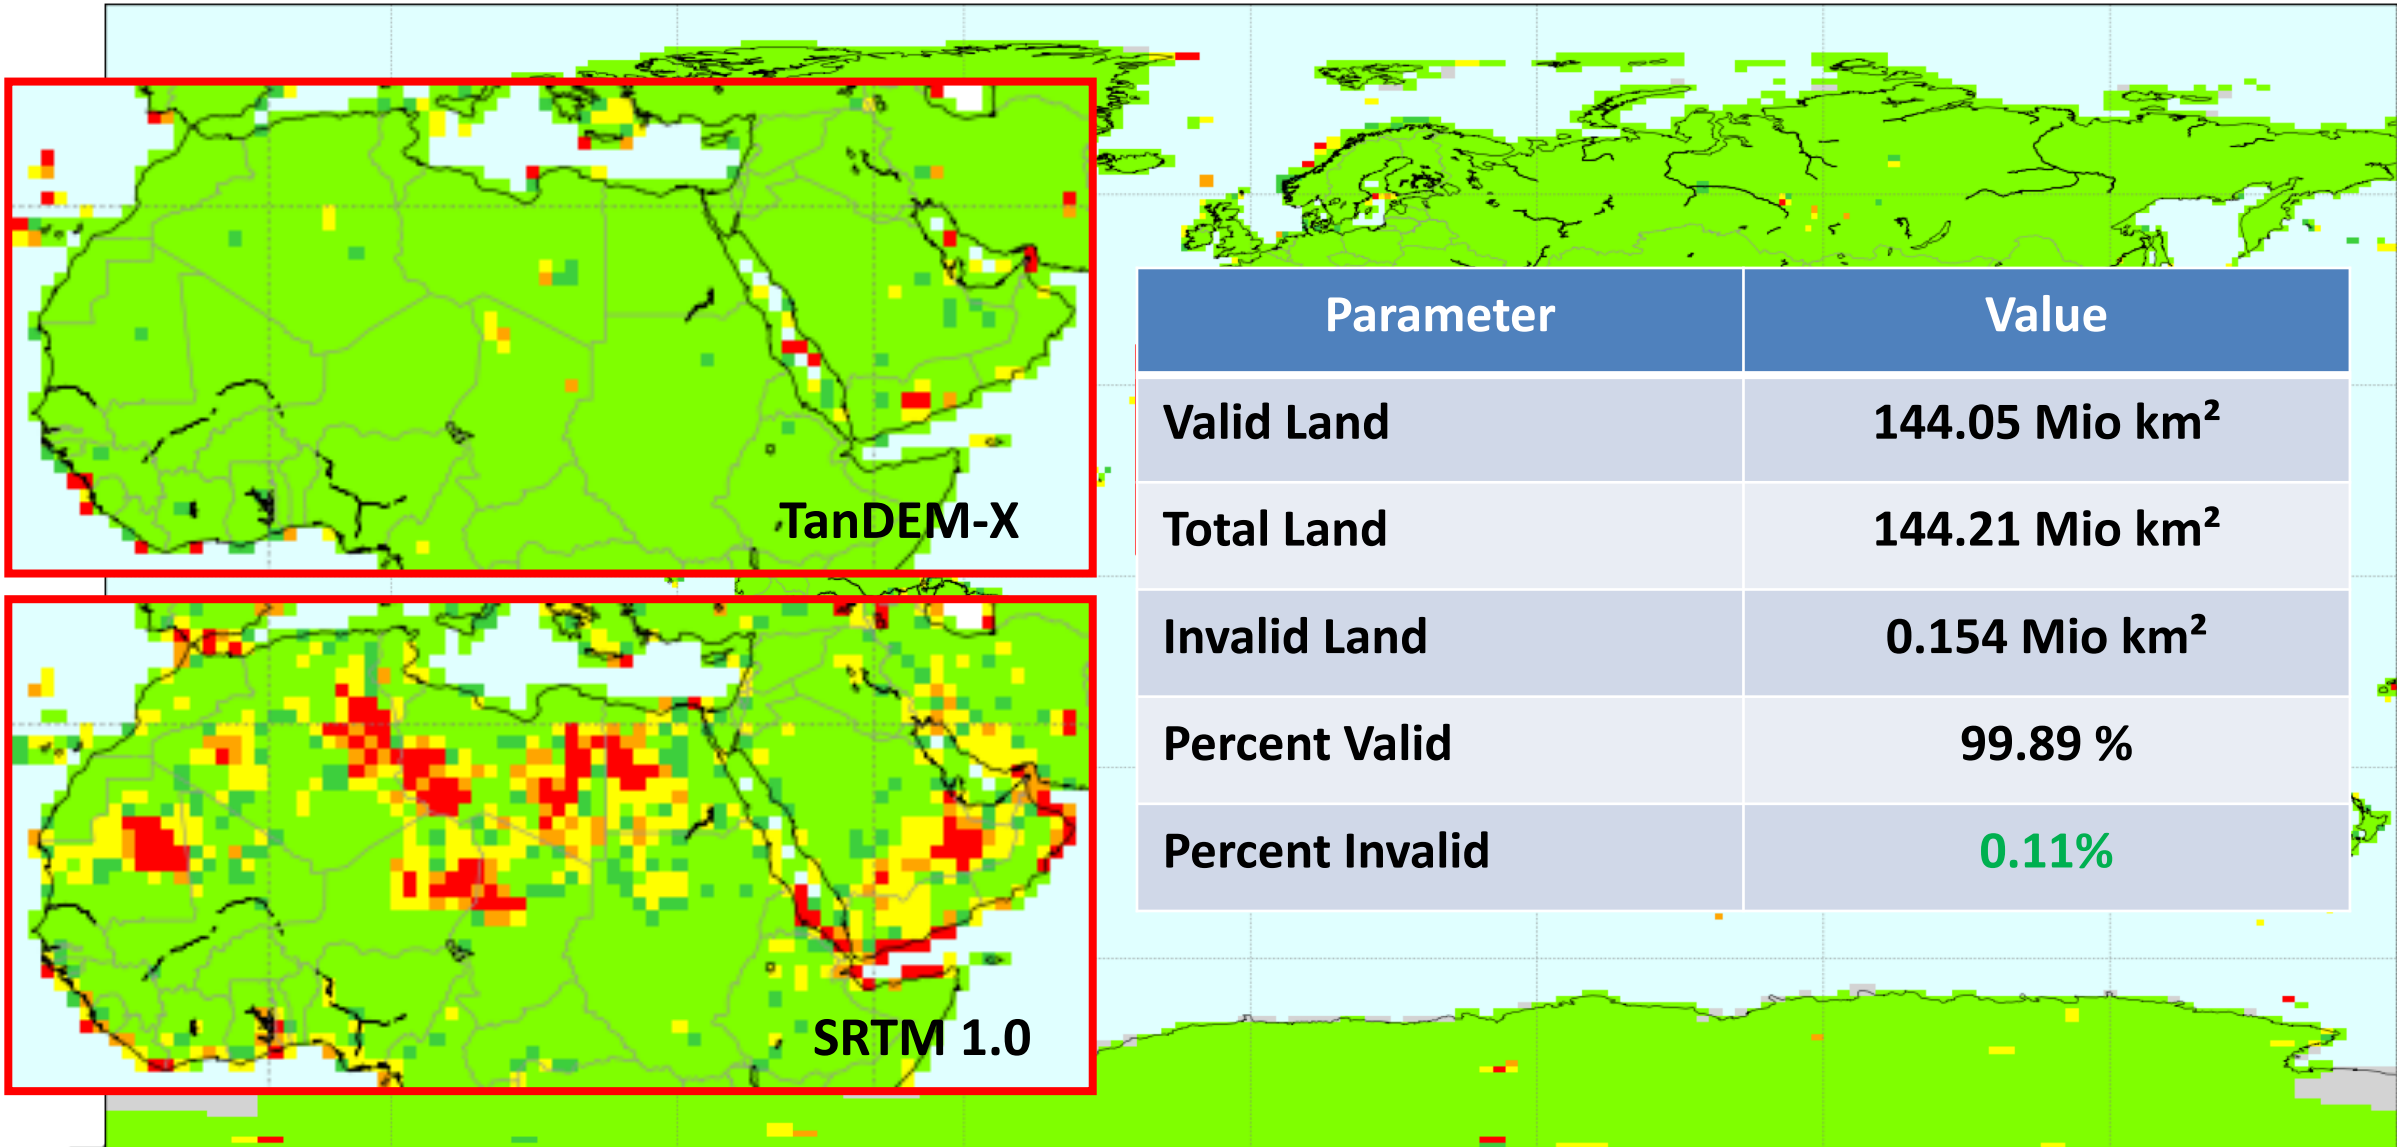 TanDEM-X
SRTM 1.0
Parameter Value
Valid Land 144.05 Mio km²
Total Land 144.21 Mio km²
Invalid Land 0.154 Mio km²
Percent Valid 99.89 %
Percent Invalid 0.11%